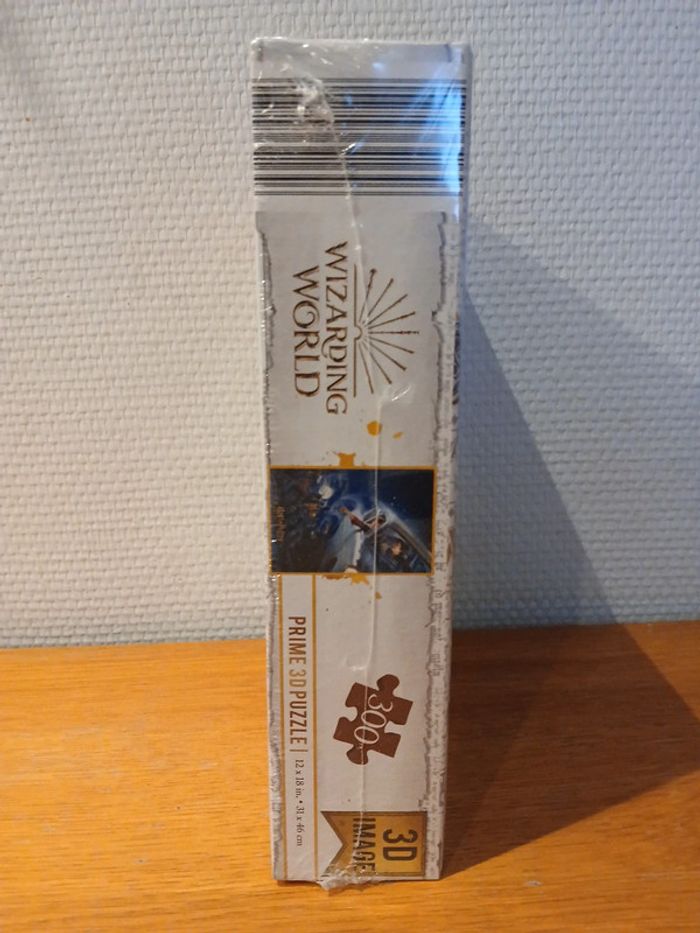 WIZARDING
WORLD
300
PRIME 3D PUZZLE | 12 x 18 in. • 31 x 46 cm
3D
IMAGE